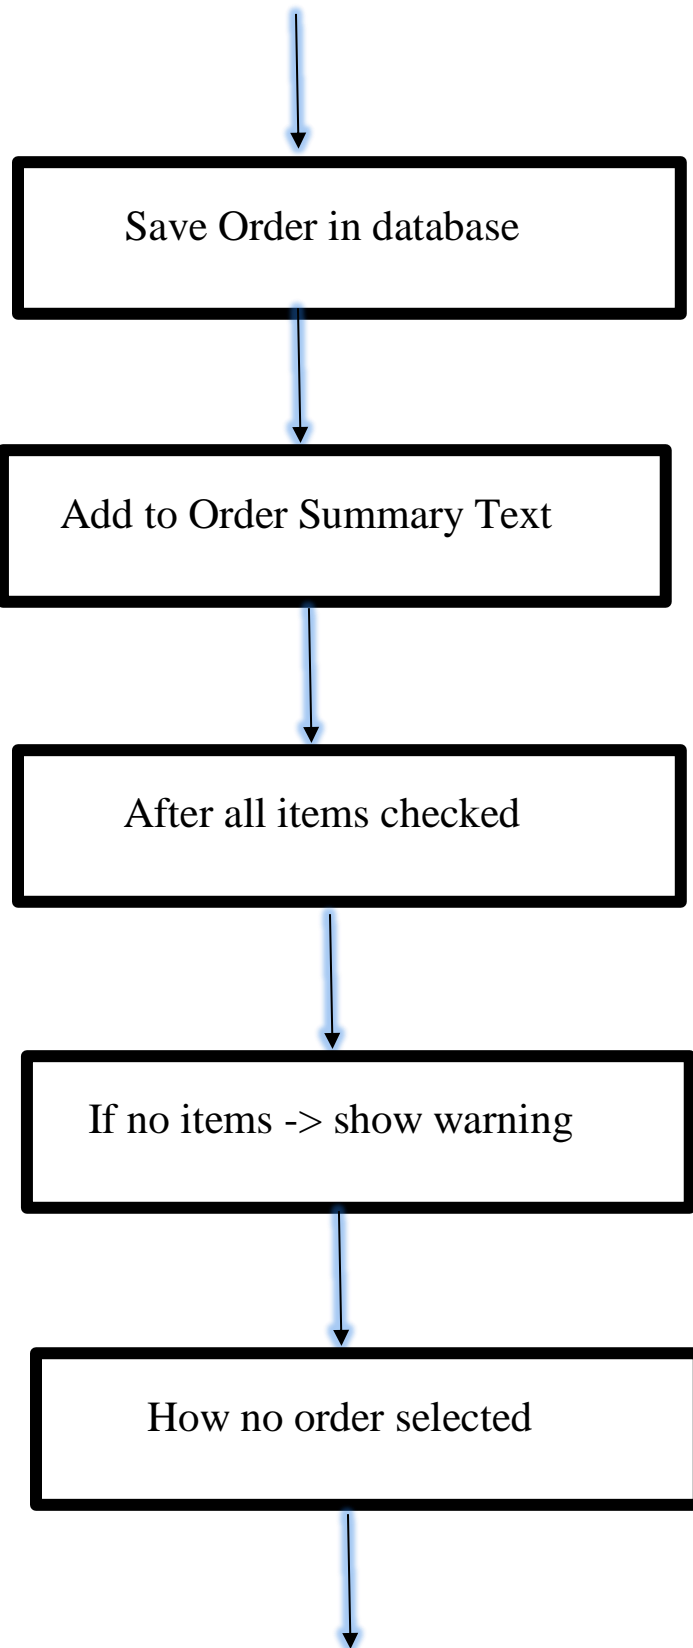 Save Order in database
Add to Order Summary Text
After all items checked
If no items -> show warning
How no order selected